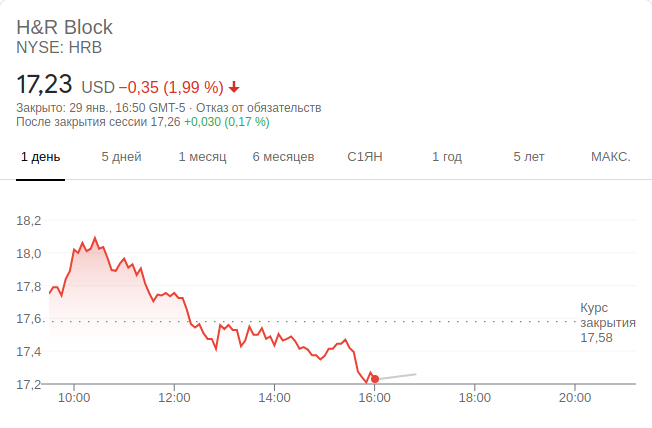 H&R Block
NYSE: HRB
17,23 USD −0,35 (1,99 %)
Закрыто: 29 янв., 16:50 GMT-5 · Отказ от обязательств
После закрытия сессии 17,26 +0,030 (0,17 %)
1 день 5 дней 1 месяц 6 месяцев С1ЯН 1 год 5 лет МАКС.
18,2
18,0
17,8
17,6
17,4
17,2
Курс
закрытия
17,58
10:00 12:00 14:00 16:00 18:00 20:00